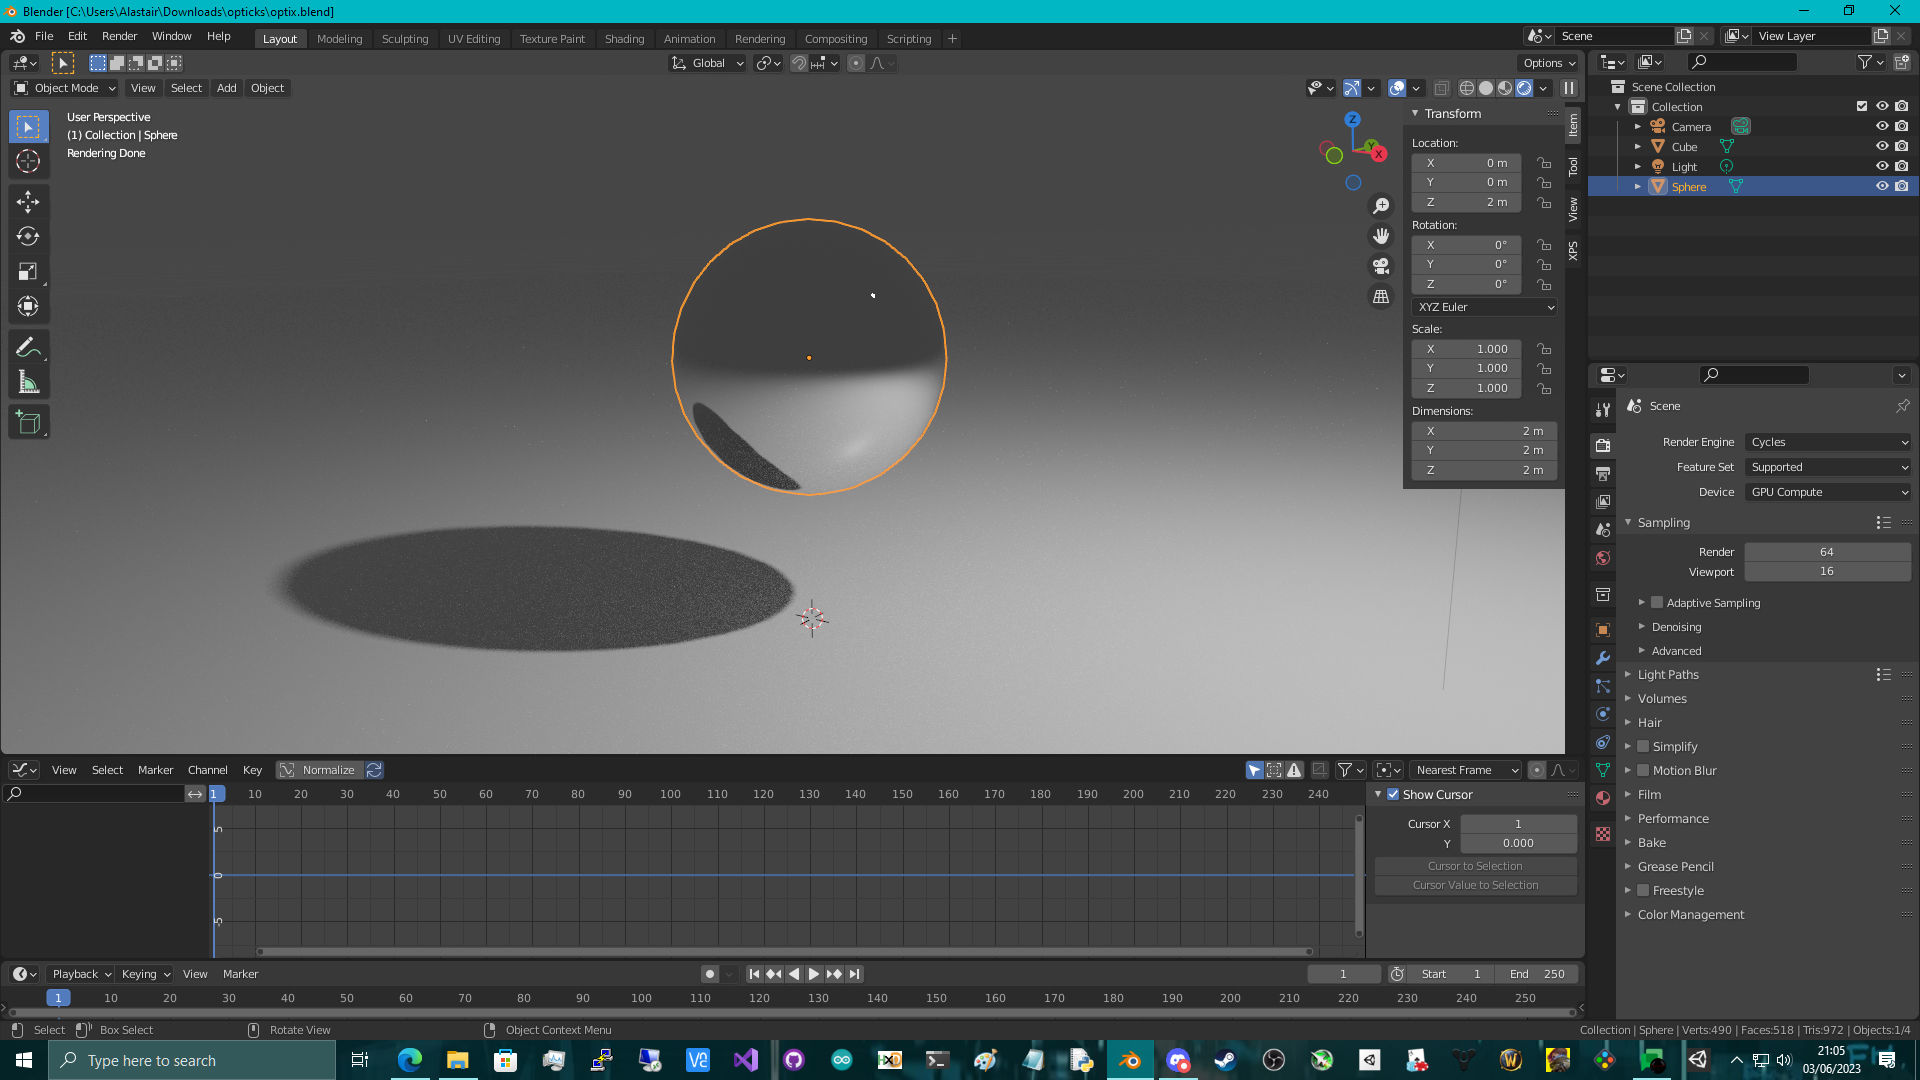 Blender [C:\Users\Alastair\Downloads\opticks\optix.blend]
File Edit Render Window Help Layout Modeling Sculpting UV Editing Texture Paint Shading Animation Rendering Compositing Scripting Scene View Layer
Global Options
Object Mode View Select Add Object
User Perspective
(1) Collection | Sphere
Rendering Done
Z
Y
X
Transform
Location:
X 0 m
Y 0 m
Z 2 m
Rotation:
X 0°
Y 0°
Z 0°
XYZ Euler
Scale:
X 1.000
Y 1.000
Z 1.000
Dimensions:
X 2 m
Y 2 m
Z 2 m
Item
Tool
View
XPS
Scene Collection
Collection
Camera
Cube
Light
Sphere
Scene
Render Engine Cycles
Feature Set Supported
Device GPU Compute
Sampling
Render 64
Viewport 16
Adaptive Sampling
Denoising
Advanced
Light Paths
Volumes
Hair
Simplify
Motion Blur
Film
Performance
Bake
Grease Pencil
Freestyle
Color Management
View Select Marker Channel Key Normalize Nearest Frame
1 10 20 30 40 50 60 70 80 90 100 110 120 130 140 150 160 170 180 190 200 210 220 230 240
5
0
-5
Show Cursor
Cursor X 1
Y 0.000
Cursor to Selection
Cursor Value to Selection
Playback Keying View Marker 1 Start 1 End 250
1 10 20 30 40 50 60 70 80 90 100 110 120 130 140 150 160 170 180 190 200 210 220 230 240 250
Select Box Select Rotate View Object Context Menu Collection | Sphere | Verts:490 | Faces:518 | Tris:972 | Objects:1/4
Type here to search
21:05
03/06/2023